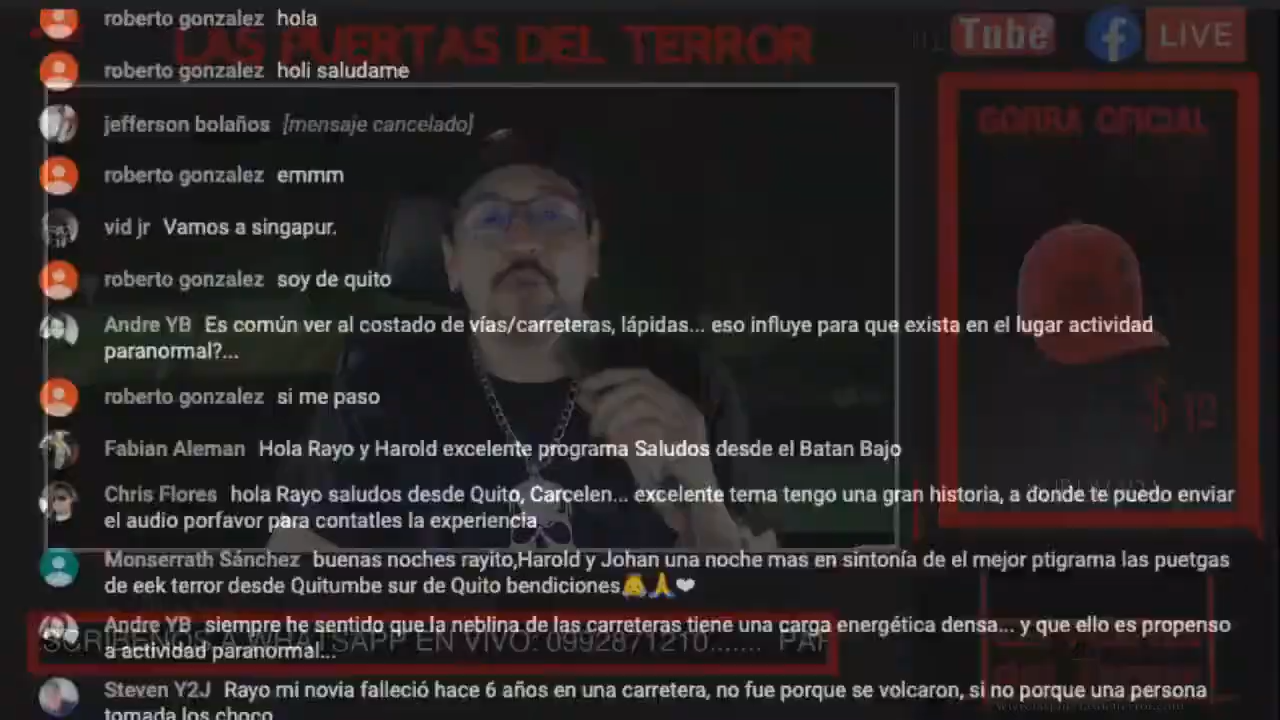 roberto gonzalez hola
LAS PUERTAS DEL TERROR
Tube
LIVE
roberto gonzalez holi saludame
jefferson bolaños [mensaje cancelado]
GORRA OFICIAL
roberto gonzalez emmm
vid jr Vamos a singapur.
roberto gonzalez soy de quito
Andre YB Es común ver al costado de vías/carreteras, lápidas... eso influye para que exista en el lugar actividad
paranormal?...
roberto gonzalez si me paso
$ 12
Fabian Aleman Hola Rayo y Harold excelente programa Saludos desde el Batan Bajo
Chris Flores hola Rayo saludos desde Quito, Carcelen... excelente tema tengo una gran historia, a donde te puedo enviar
el audio porfavor para contatles la experiencia
Monserrath Sánchez buenas noches rayito,Harold y Johan una noche mas en sintonía de el mejor ptigrama las puetgas
de eek terror desde Quitumbe sur de Quito bendiciones🙇🙏❤
Andre YB siempre he sentido que la neblina de las carreteras tiene una carga energética densa... y que ello es propenso
a actividad paranormal...
SCRIBENOS A WHATSAPP EN VIVO: 0992871210....... PAR
Steven Y2J Rayo mi novia falleció hace 6 años en una carretera, no fue porque se volcaron, si no porque una persona
tomada los choco